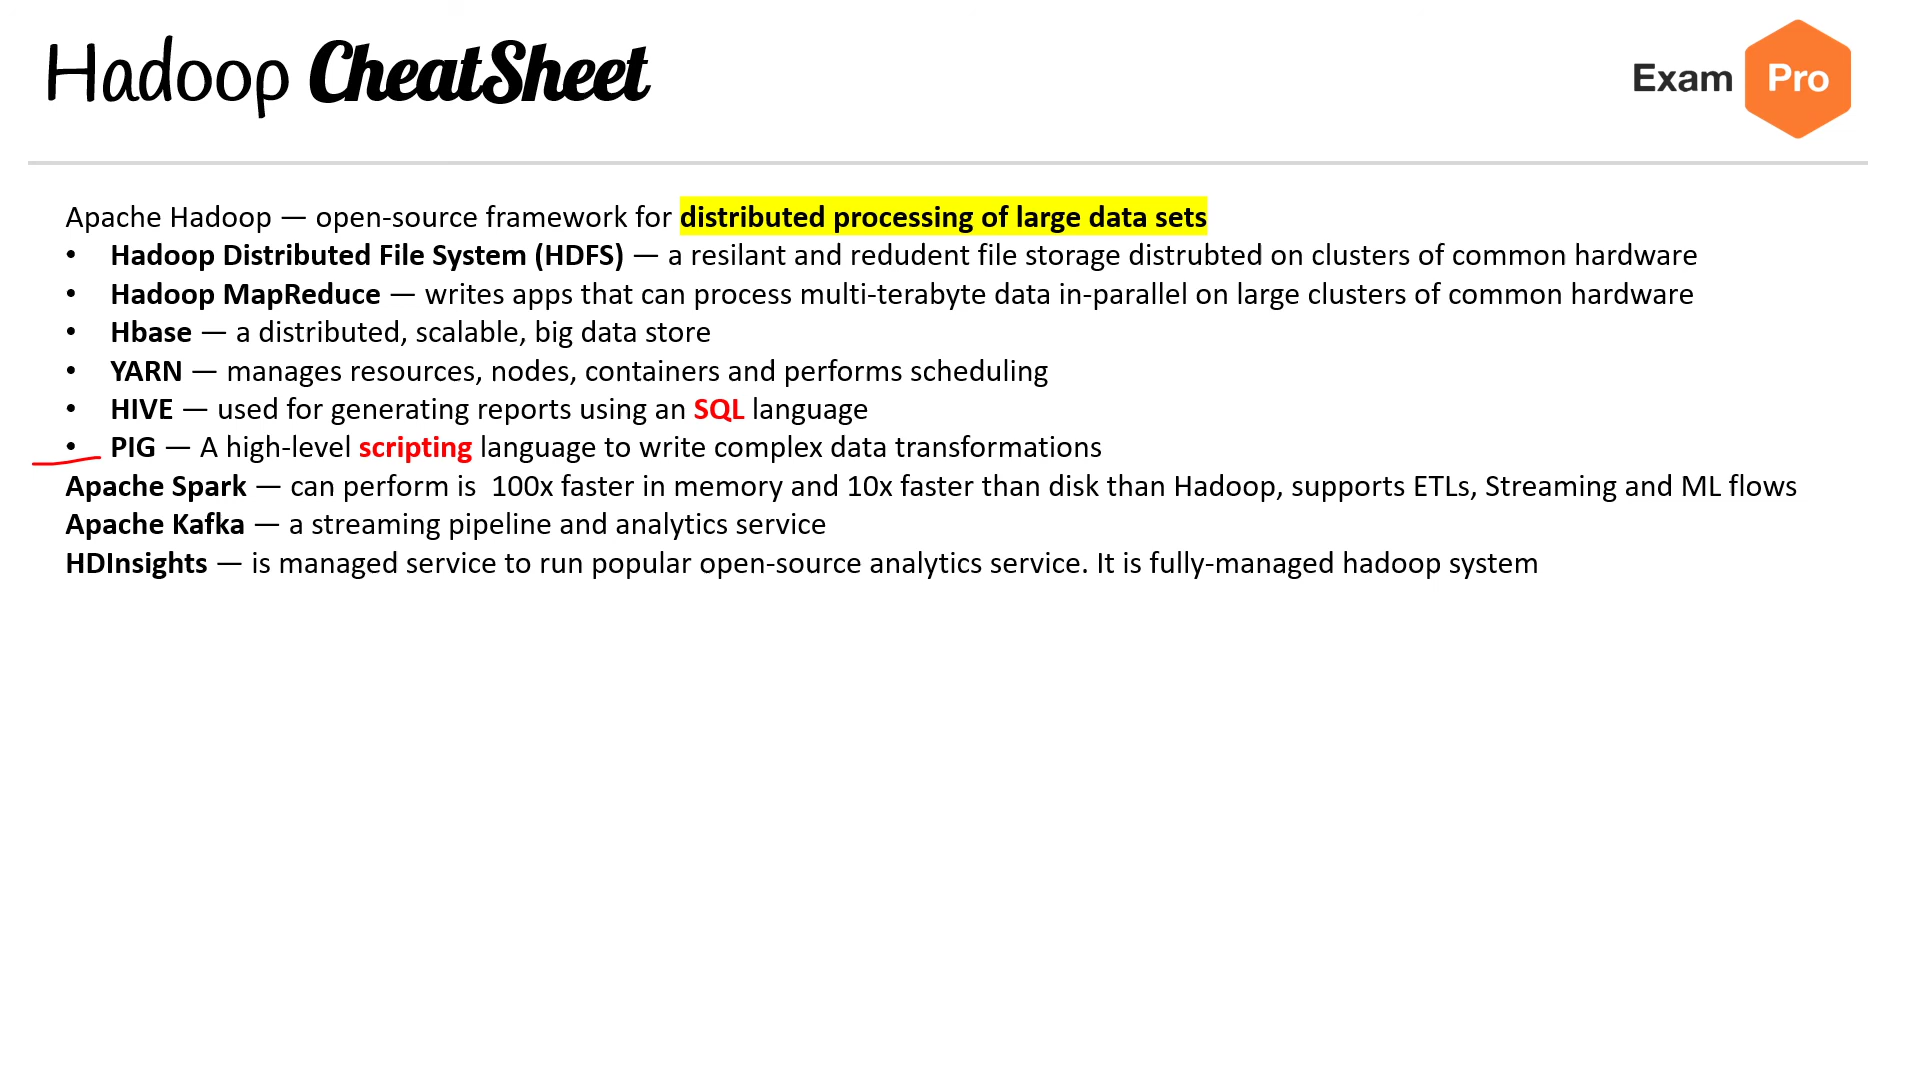 Hadoop CheatSheet
Exam Pro
Apache Hadoop — open-source framework for distributed processing of large data sets
• Hadoop Distributed File System (HDFS) — a resilant and redudent file storage distrubted on clusters of common hardware
• Hadoop MapReduce — writes apps that can process multi-terabyte data in-parallel on large clusters of common hardware
• Hbase — a distributed, scalable, big data store
• YARN — manages resources, nodes, containers and performs scheduling
• HIVE — used for generating reports using an SQL language
• PIG — A high-level scripting language to write complex data transformations
Apache Spark — can perform is  100x faster in memory and 10x faster than disk than Hadoop, supports ETLs, Streaming and ML flows
Apache Kafka — a streaming pipeline and analytics service
HDInsights — is managed service to run popular open-source analytics service. It is fully-managed hadoop system